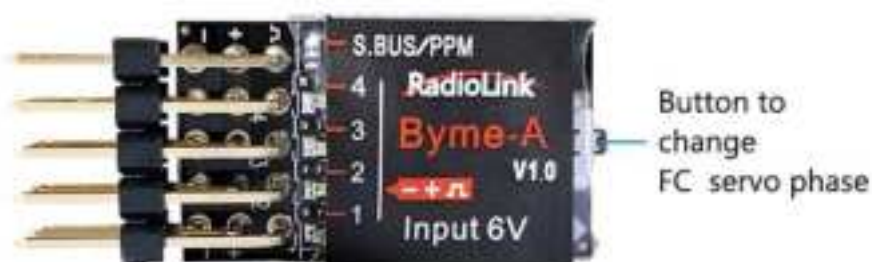 S.BUS/PPM
4
RadioLink
3
Byme-A
2
V1.0
- +
1
Input 6V
Button to
change
FC servo phase